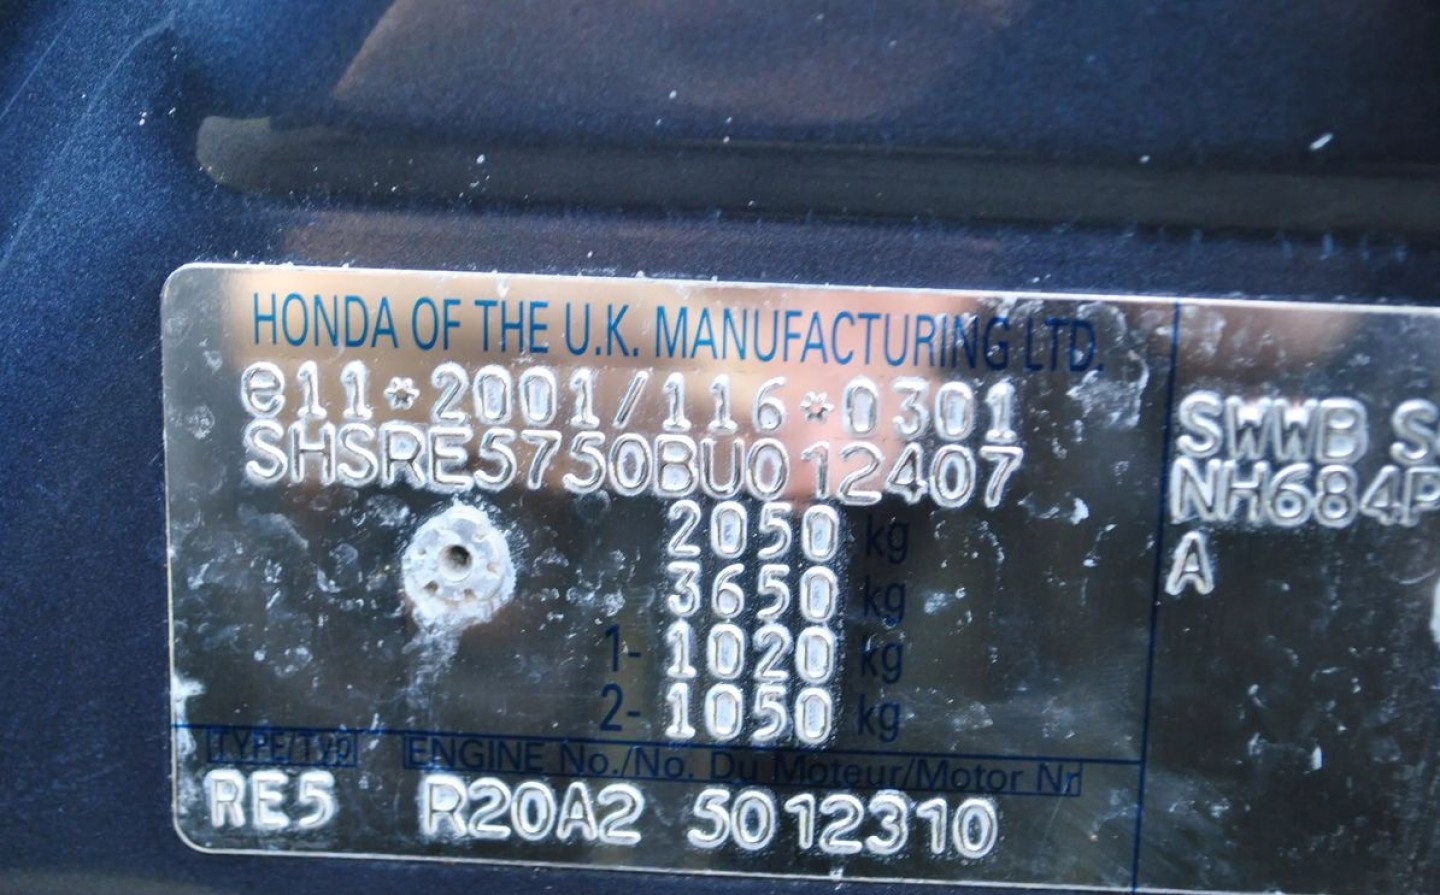 HONDA OF THE U.K. MANUFACTURING LTD.
e11*2001/116*0301
SHSRE5750BU012407
2050 kg
3650 kg
1- 1020 kg
2- 1050 kg
TYPE/TYP ENGINE No./No. Du Moteur/Motor Nr
RE5 R20A2 5012310
SWWB
NH684P
A